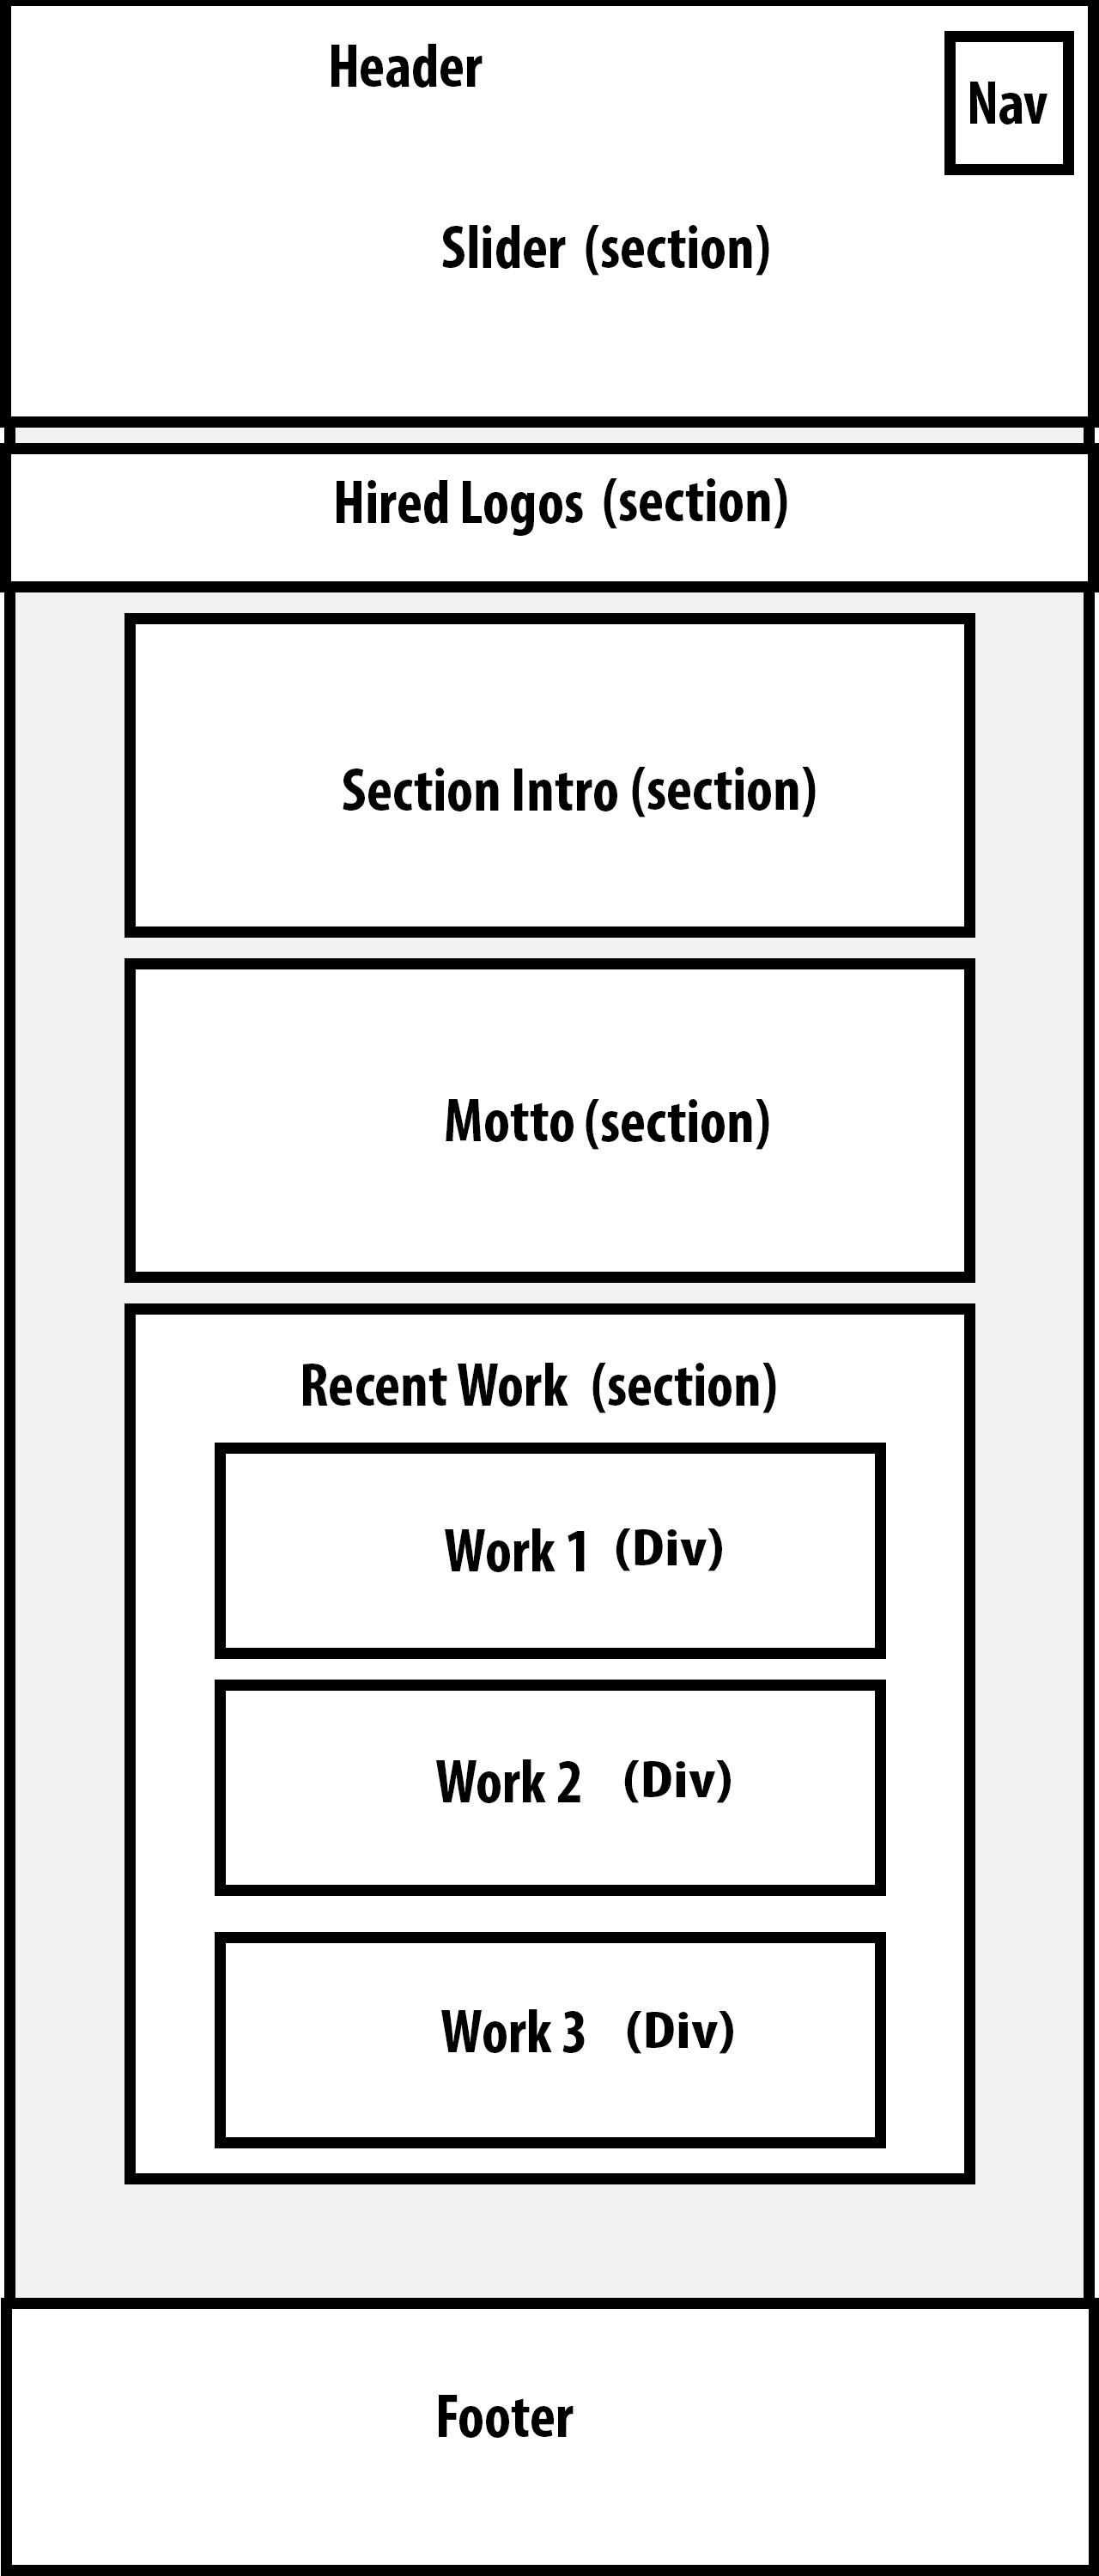 Header
Nav
Slider (section)
Hired Logos (section)
Section Intro (section)
Motto (section)
Recent Work (section)
Work 1 (Div)
Work 2 (Div)
Work 3 (Div)
Footer